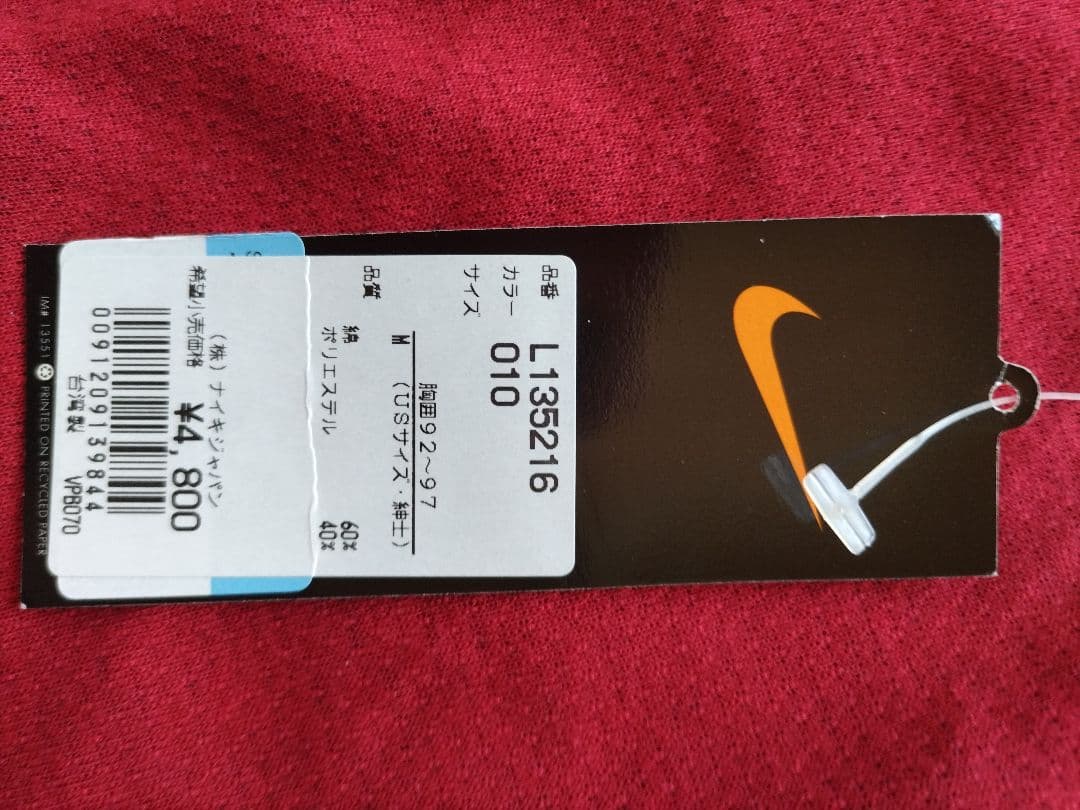 品番 L135216
カラー 010
サイズ
胸囲92~97
M (USサイズ・紳士)
品質
綿 60%
ポリエステル 40%
(株)ナイキジャパン
希望小売価格 ¥4,800
0091209139844
台湾製 VPB070
IM# 13551 PRINTED ON RECYCLED PAPER